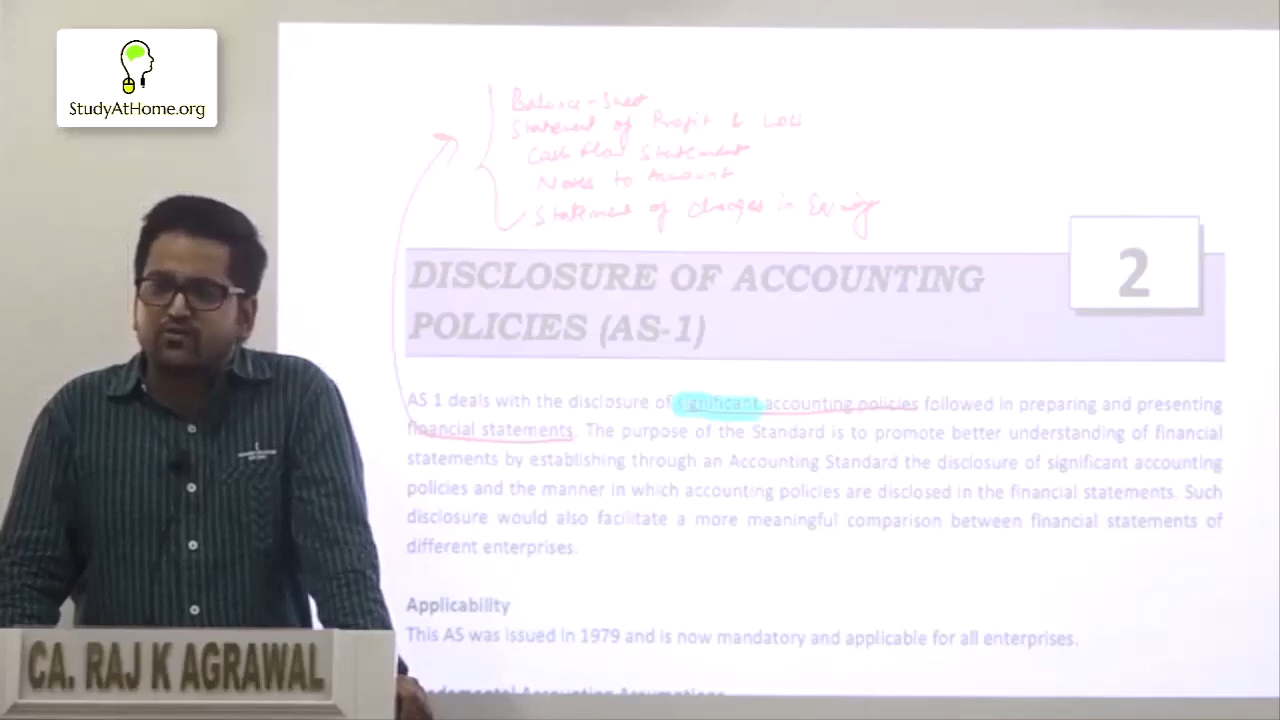 StudyAtHome.org
Balance-Sheet
Statement of Profit & Loss
Cash flow Statement
Notes to Account
Statement of changes in
2
DISCLOSURE OF ACCOUNTING
POLICIES (AS-1)
AS 1 deals with the disclosure of significant accounting policies followed in preparing and presenting
financial statements. The purpose of the Standard is to promote better understanding of financial
statements by establishing through an Accounting Standard the disclosure of significant accounting
policies and the manner in which accounting policies are disclosed in the financial statements. Such
disclosure would also facilitate a more meaningful comparison between financial statements of
different enterprises.
Applicability
This AS was issued in 1979 and is now mandatory and applicable for all enterprises.
Accounting Assumptions
CA. RAJ K AGRAWAL